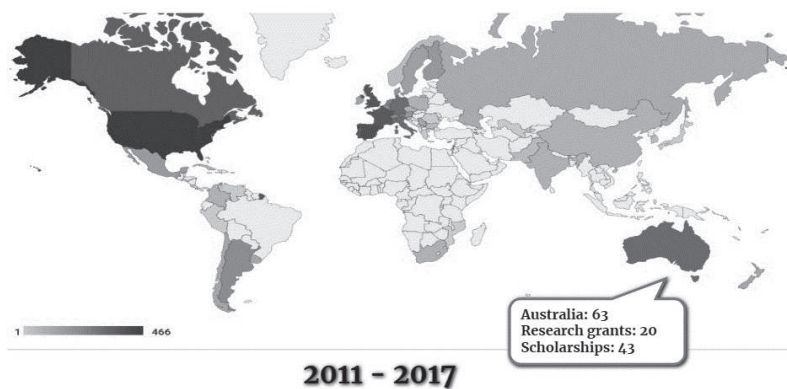 1
466
Australia: 63
Research grants: 20
Scholarships: 43
2011 - 2017